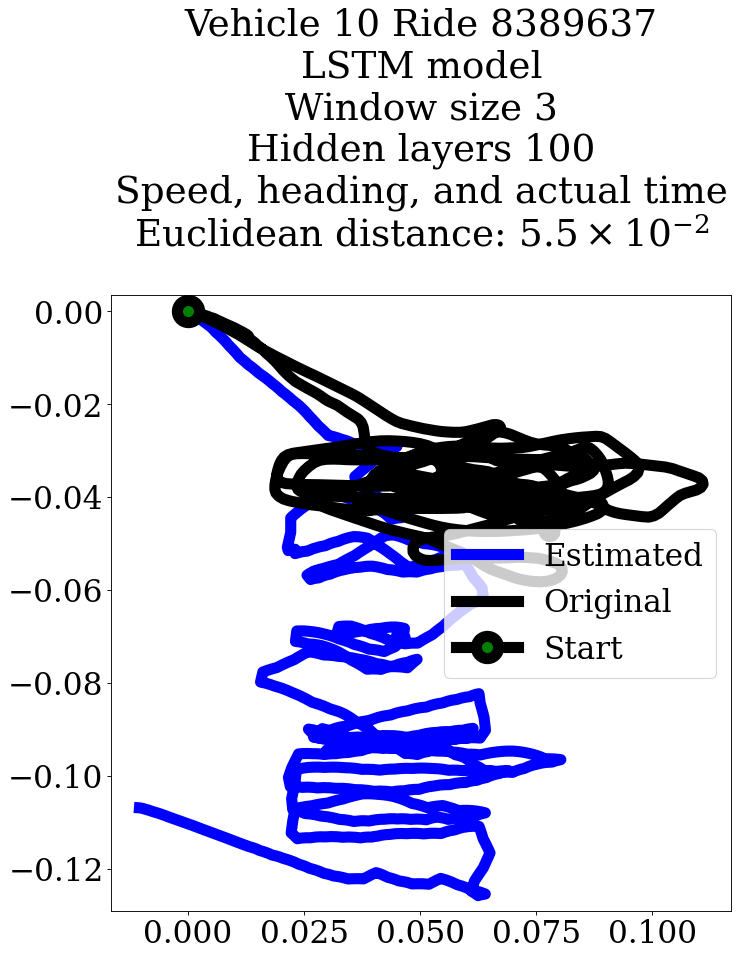 Vehicle 10 Ride 8389637
LSTM model
Window size 3
Hidden layers 100
Speed, heading, and actual time
Euclidean distance: 5.5 × 10⁻²
0.00
−0.02
−0.04
−0.06
−0.08
−0.10
−0.12
Estimated
Original
Start
0.000 0.025 0.050 0.075 0.100